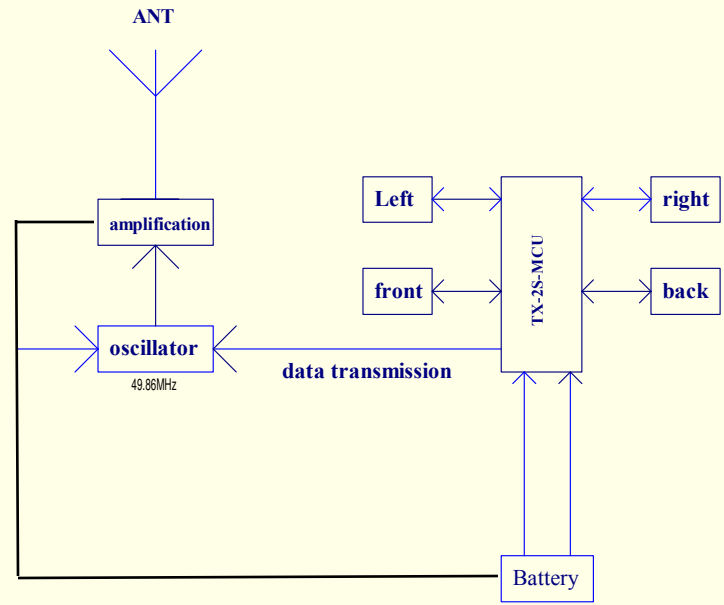 ANT
amplification
Left
right
TX-2S-MCU
front
back
oscillator
49.86MHz
data transmission
Battery